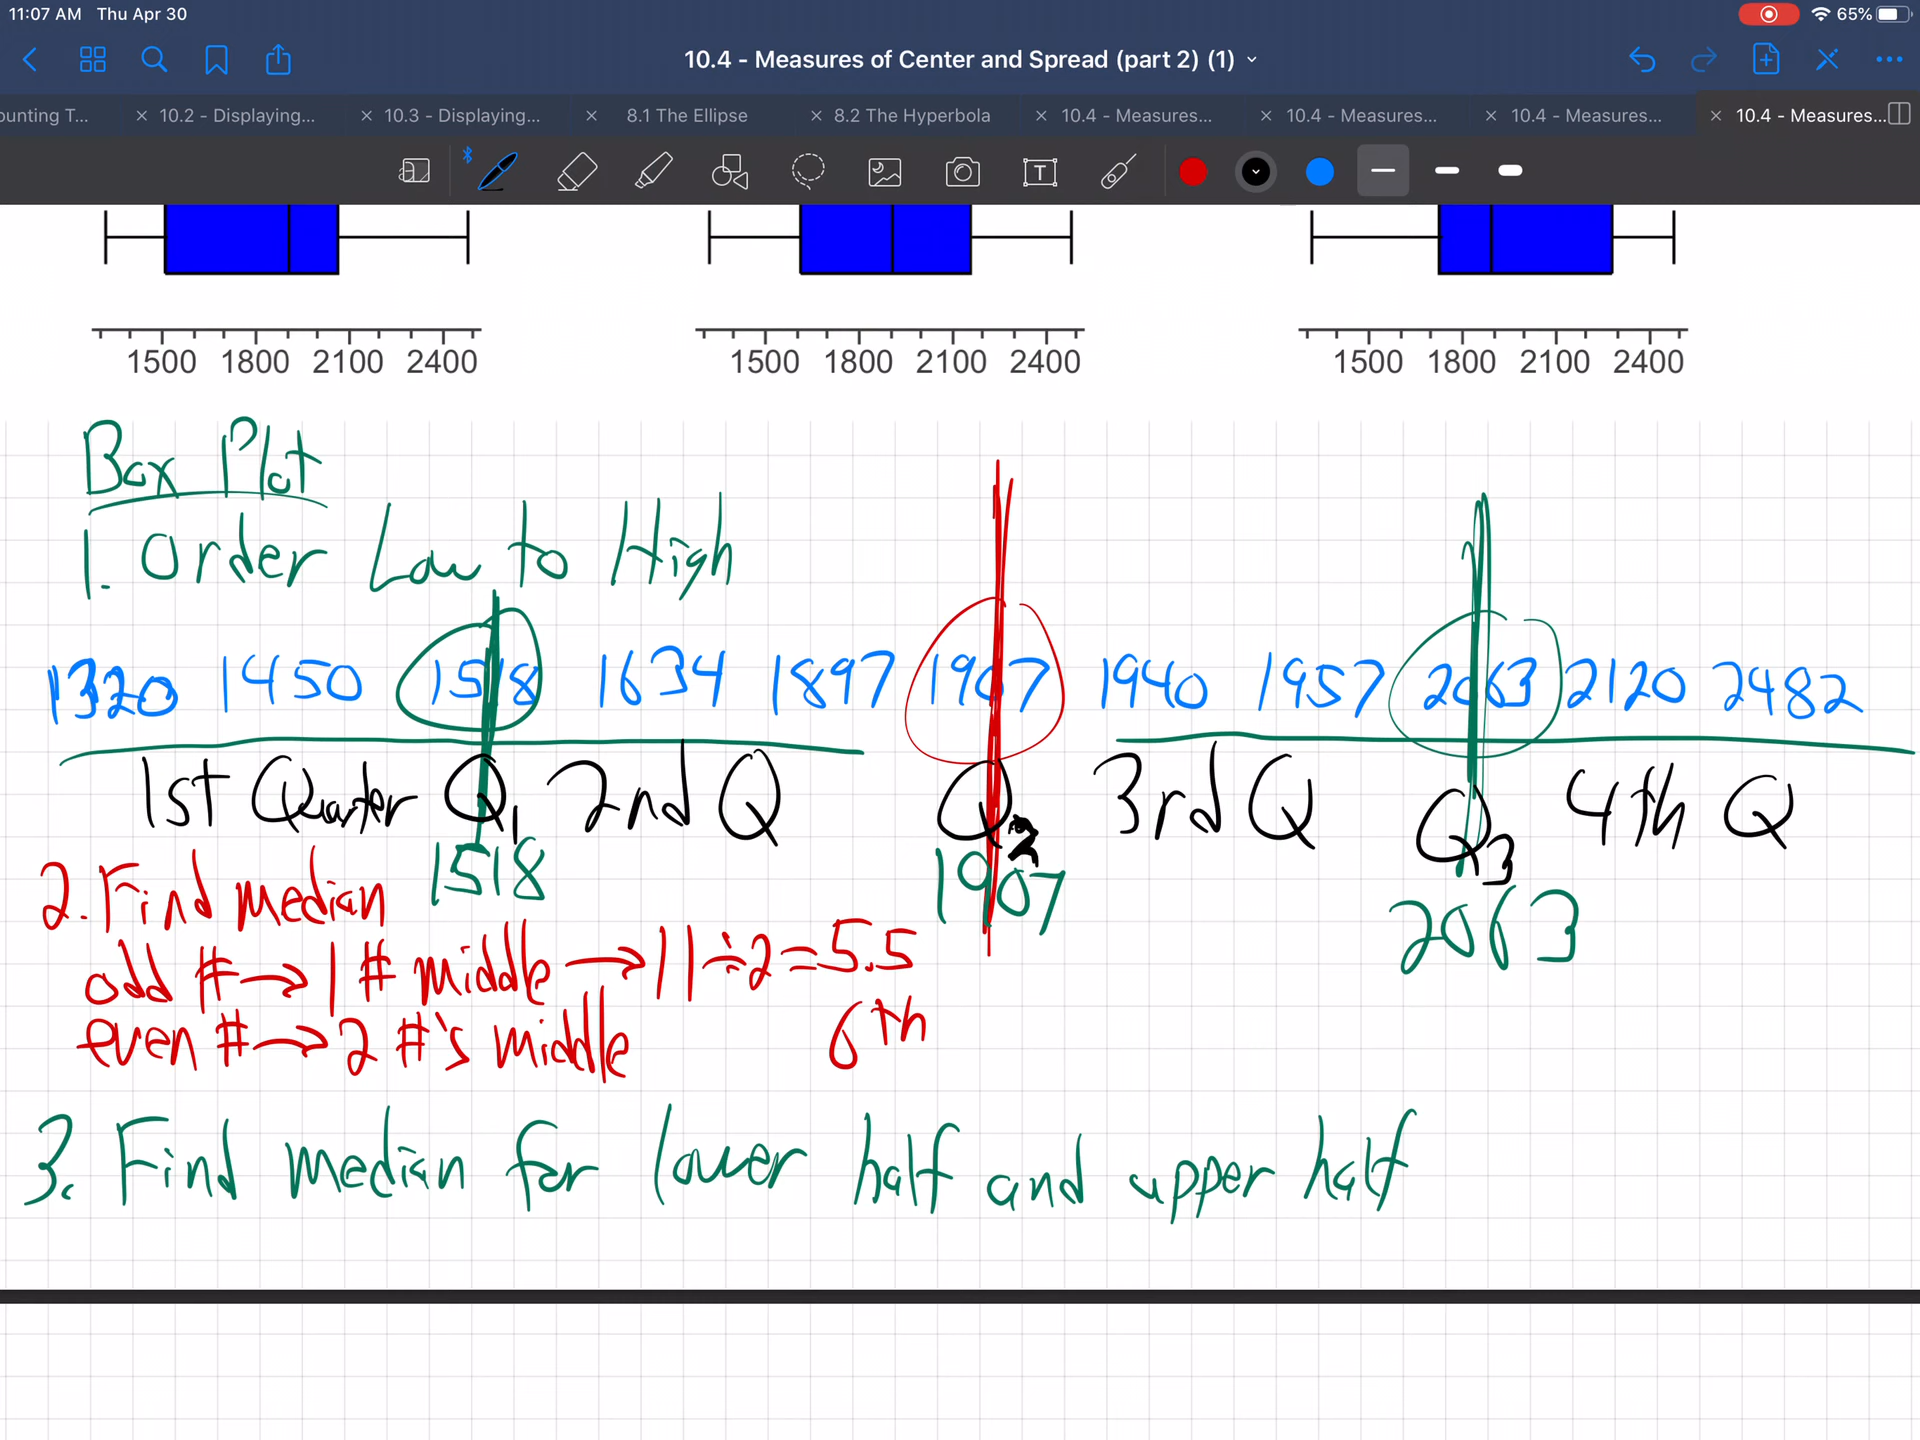 11:07 AM Thu Apr 30
65%
10.4 - Measures of Center and Spread (part 2) (1)
ounting T... × 10.2 - Displaying... × 10.3 - Displaying... × 8.1 The Ellipse × 8.2 The Hyperbola × 10.4 - Measures... × 10.4 - Measures... × 10.4 - Measures... × 10.4 - Measures...
T
1500 1800 2100 2400 1500 1800 2100 2400 1500 1800 2100 2400
Box Plot
1. Order Low to High
1320 1450 1518 1634 1897 1907 1940 1957 2063 2120 2482
1st Quarter Q1 2nd Q Q2 3rd Q Q3 4th Q
1518 1907 2063
2. Find median
odd # → 1 # middle → 11 ÷ 2 = 5.5
even # → 2 #'s middle 6th
3. Find median for lower half and upper half